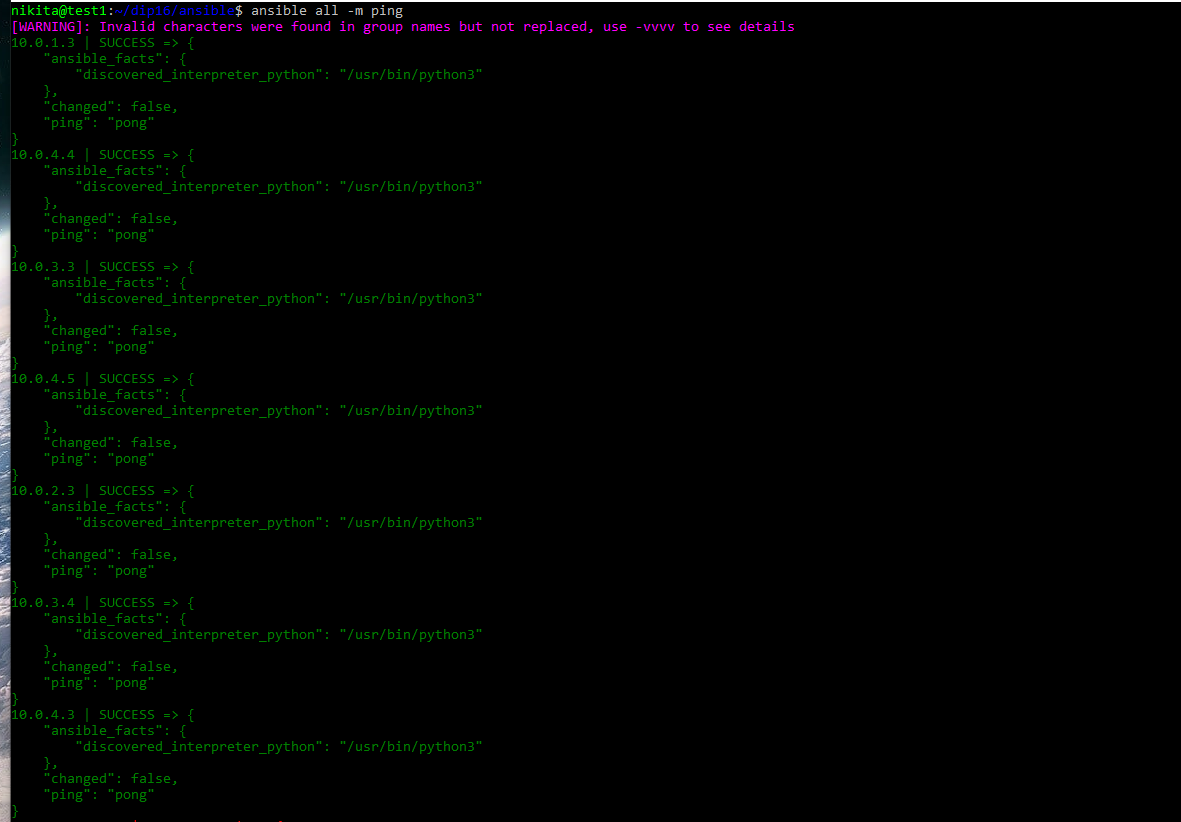 nikita@test1:~/dip16/ansible$ ansible all -m ping
[WARNING]: Invalid characters were found in group names but not replaced, use -vvvv to see details
10.0.1.3 | SUCCESS => {
    "ansible_facts": {
        "discovered_interpreter_python": "/usr/bin/python3"
    },
    "changed": false,
    "ping": "pong"
}
10.0.4.4 | SUCCESS => {
    "ansible_facts": {
        "discovered_interpreter_python": "/usr/bin/python3"
    },
    "changed": false,
    "ping": "pong"
}
10.0.3.3 | SUCCESS => {
    "ansible_facts": {
        "discovered_interpreter_python": "/usr/bin/python3"
    },
    "changed": false,
    "ping": "pong"
}
10.0.4.5 | SUCCESS => {
    "ansible_facts": {
        "discovered_interpreter_python": "/usr/bin/python3"
    },
    "changed": false,
    "ping": "pong"
}
10.0.2.3 | SUCCESS => {
    "ansible_facts": {
        "discovered_interpreter_python": "/usr/bin/python3"
    },
    "changed": false,
    "ping": "pong"
}
10.0.3.4 | SUCCESS => {
    "ansible_facts": {
        "discovered_interpreter_python": "/usr/bin/python3"
    },
    "changed": false,
    "ping": "pong"
}
10.0.4.3 | SUCCESS => {
    "ansible_facts": {
        "discovered_interpreter_python": "/usr/bin/python3"
    },
    "changed": false,
    "ping": "pong"
}